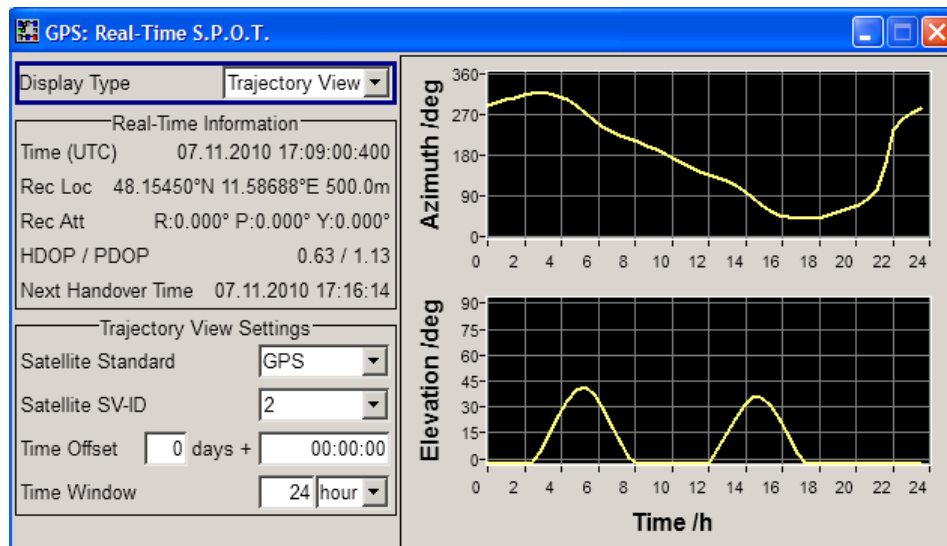 GPS: Real-Time S.P.O.T.
Display Type Trajectory View
Real-Time Information
Time (UTC) 07.11.2010 17:09:00:400
Rec Loc 48.15450°N 11.58688°E 500.0m
Rec Att R:0.000° P:0.000° Y:0.000°
HDOP / PDOP 0.63 / 1.13
Next Handover Time 07.11.2010 17:16:14
Trajectory View Settings
Satellite Standard GPS
Satellite SV-ID 2
Time Offset 0 days + 00:00:00
Time Window 24 hour
Azimuth /deg
360
270
180
90
0
0 2 4 6 8 10 12 14 16 18 20 22 24
Elevation /deg
90
75
60
45
30
15
0
0 2 4 6 8 10 12 14 16 18 20 22 24
Time /h